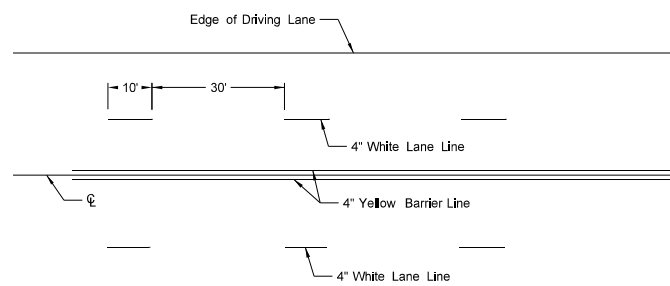 Edge of Driving Lane
10' 30'
4" White Lane Line
℄
4" Yellow Barrier Line
4" White Lane Line